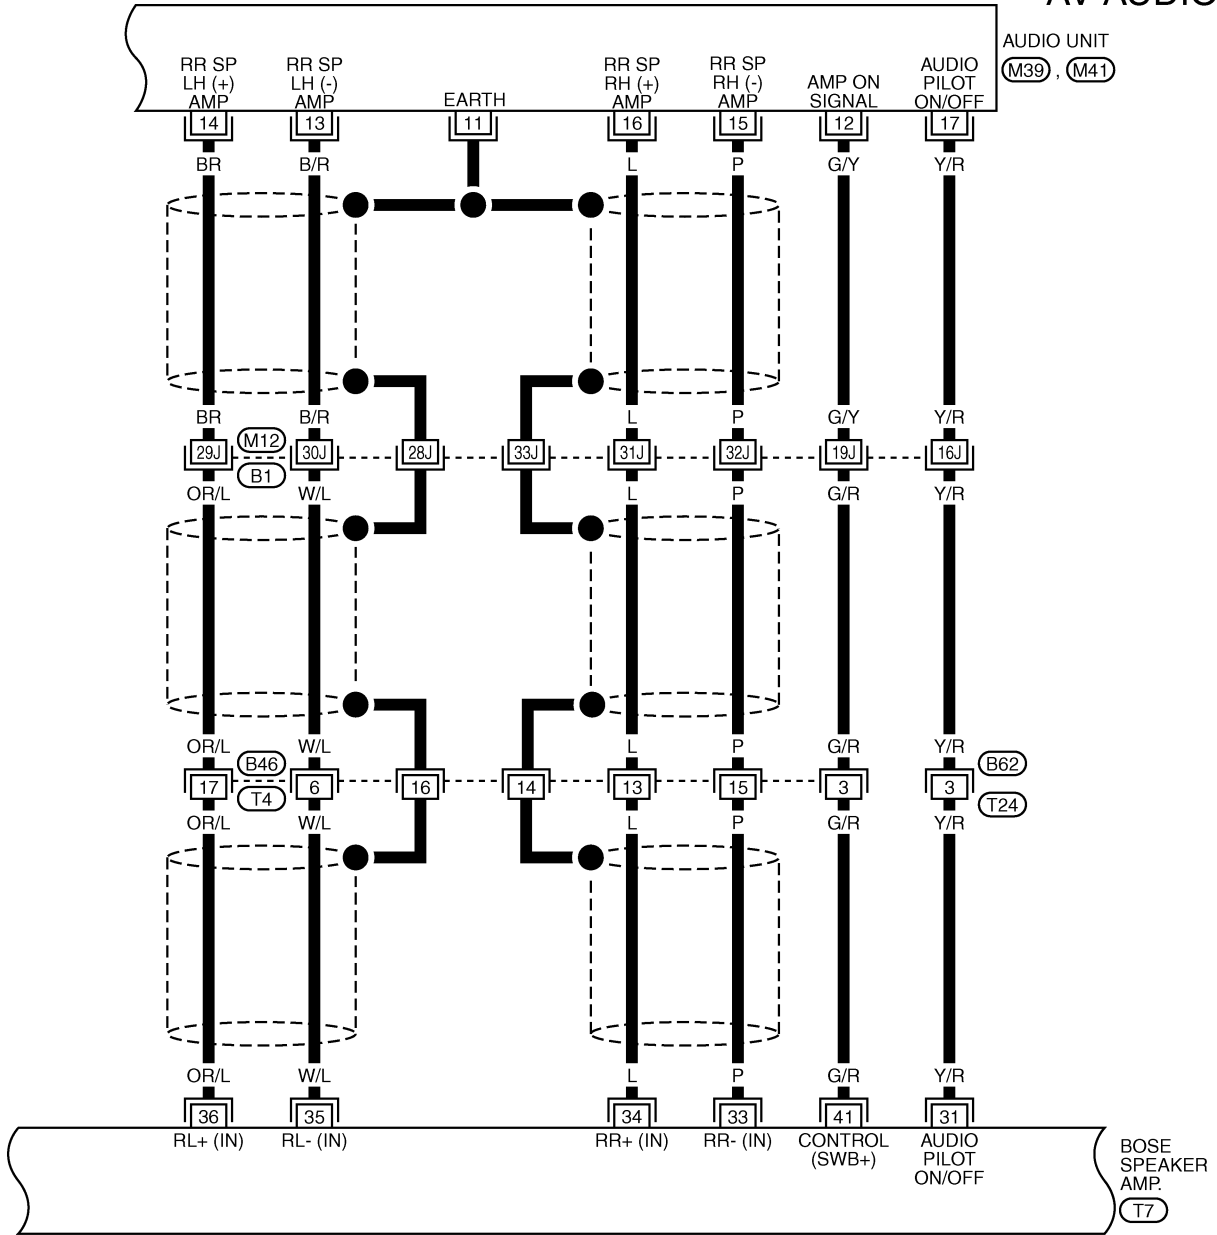 AV-AUDIO
AUDIO UNIT
M39 , M41
RR SP
LH (+)
AMP
RR SP
LH (-)
AMP
EARTH
RR SP
RH (+)
AMP
RR SP
RH (-)
AMP
AMP ON
SIGNAL
AUDIO
PILOT
ON/OFF
14 13 11 16 15 12 17
BR B/R L P G/Y Y/R
BR B/R L P G/Y Y/R
M12
29J 30J 28J 33J 31J 32J 19J 16J
B1
OR/L W/L L P G/R Y/R
OR/L W/L L P G/R Y/R
B46 B62
17 6 16 14 13 15 3 3
T4 T24
OR/L W/L L P G/R Y/R
OR/L W/L L P G/R Y/R
36 35 34 33 41 31
RL+ (IN) RL- (IN) RR+ (IN) RR- (IN)
CONTROL
(SWB+)
AUDIO
PILOT
ON/OFF
BOSE
SPEAKER
AMP.
T7